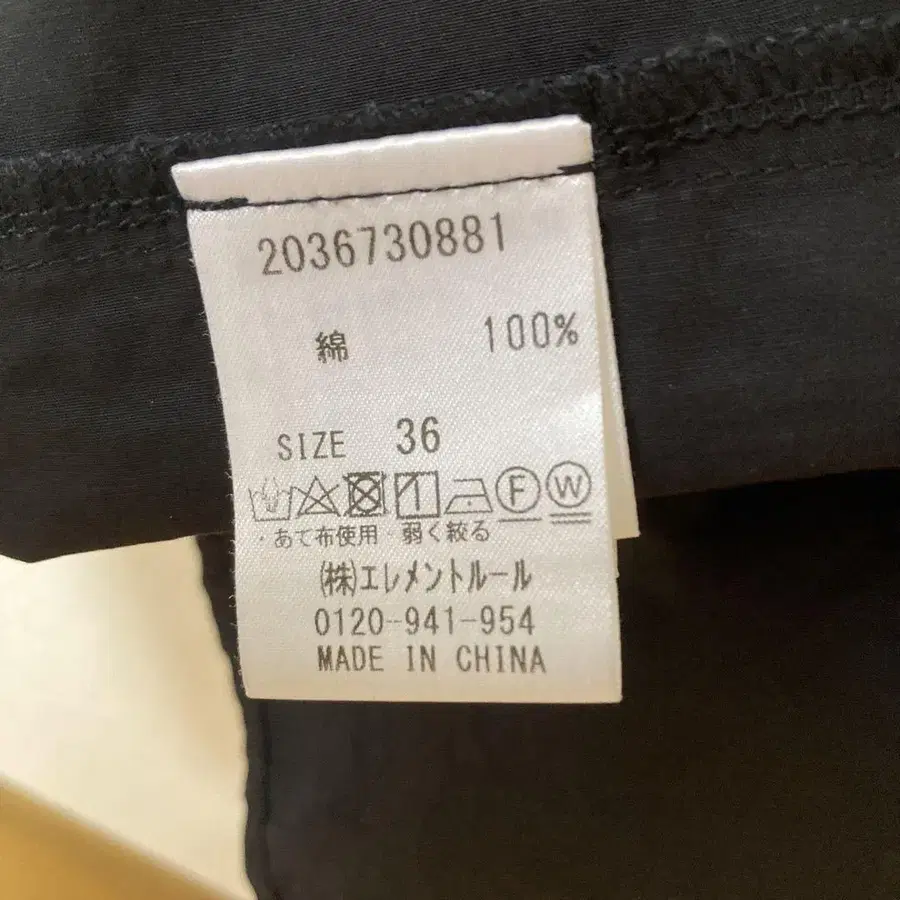 2036730881
綿 100%
SIZE 36
F W
・あて布使用・弱く絞る
(株)エレメントルール
0120-941-954
MADE IN CHINA